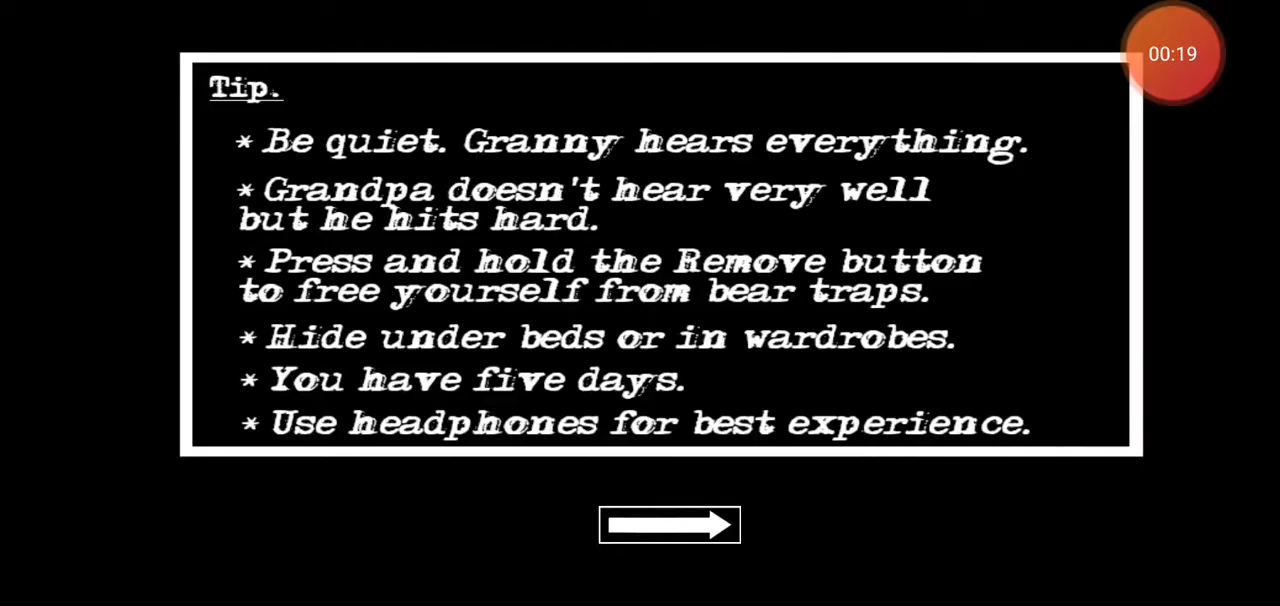 00:19
Tip.
* Be quiet. Granny hears everything.
* Grandpa doesn't hear very well
but he hits hard.
* Press and hold the Remove button
to free yourself from bear traps.
* Hide under beds or in wardrobes.
* You have five days.
* Use headphones for best experience.